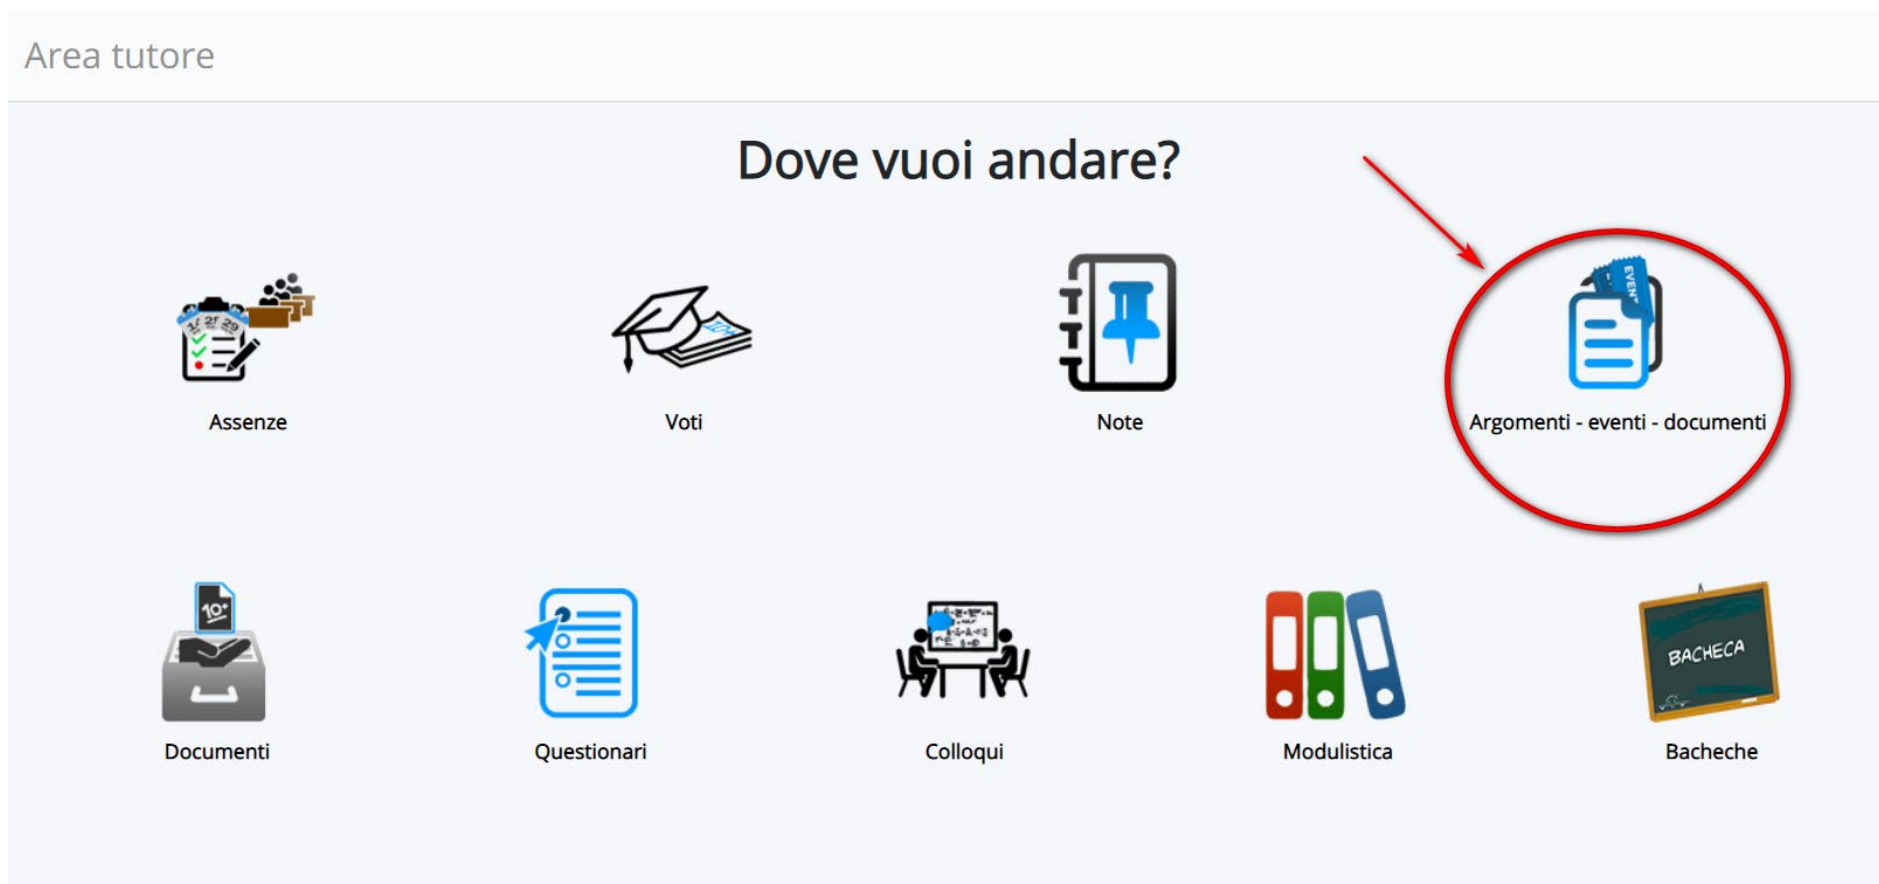 Area tutore
Dove vuoi andare?
Assenze
Voti
Note
Argomenti - eventi - documenti
BACHECA
Documenti
Questionari
Colloqui
Modulistica
Bacheche